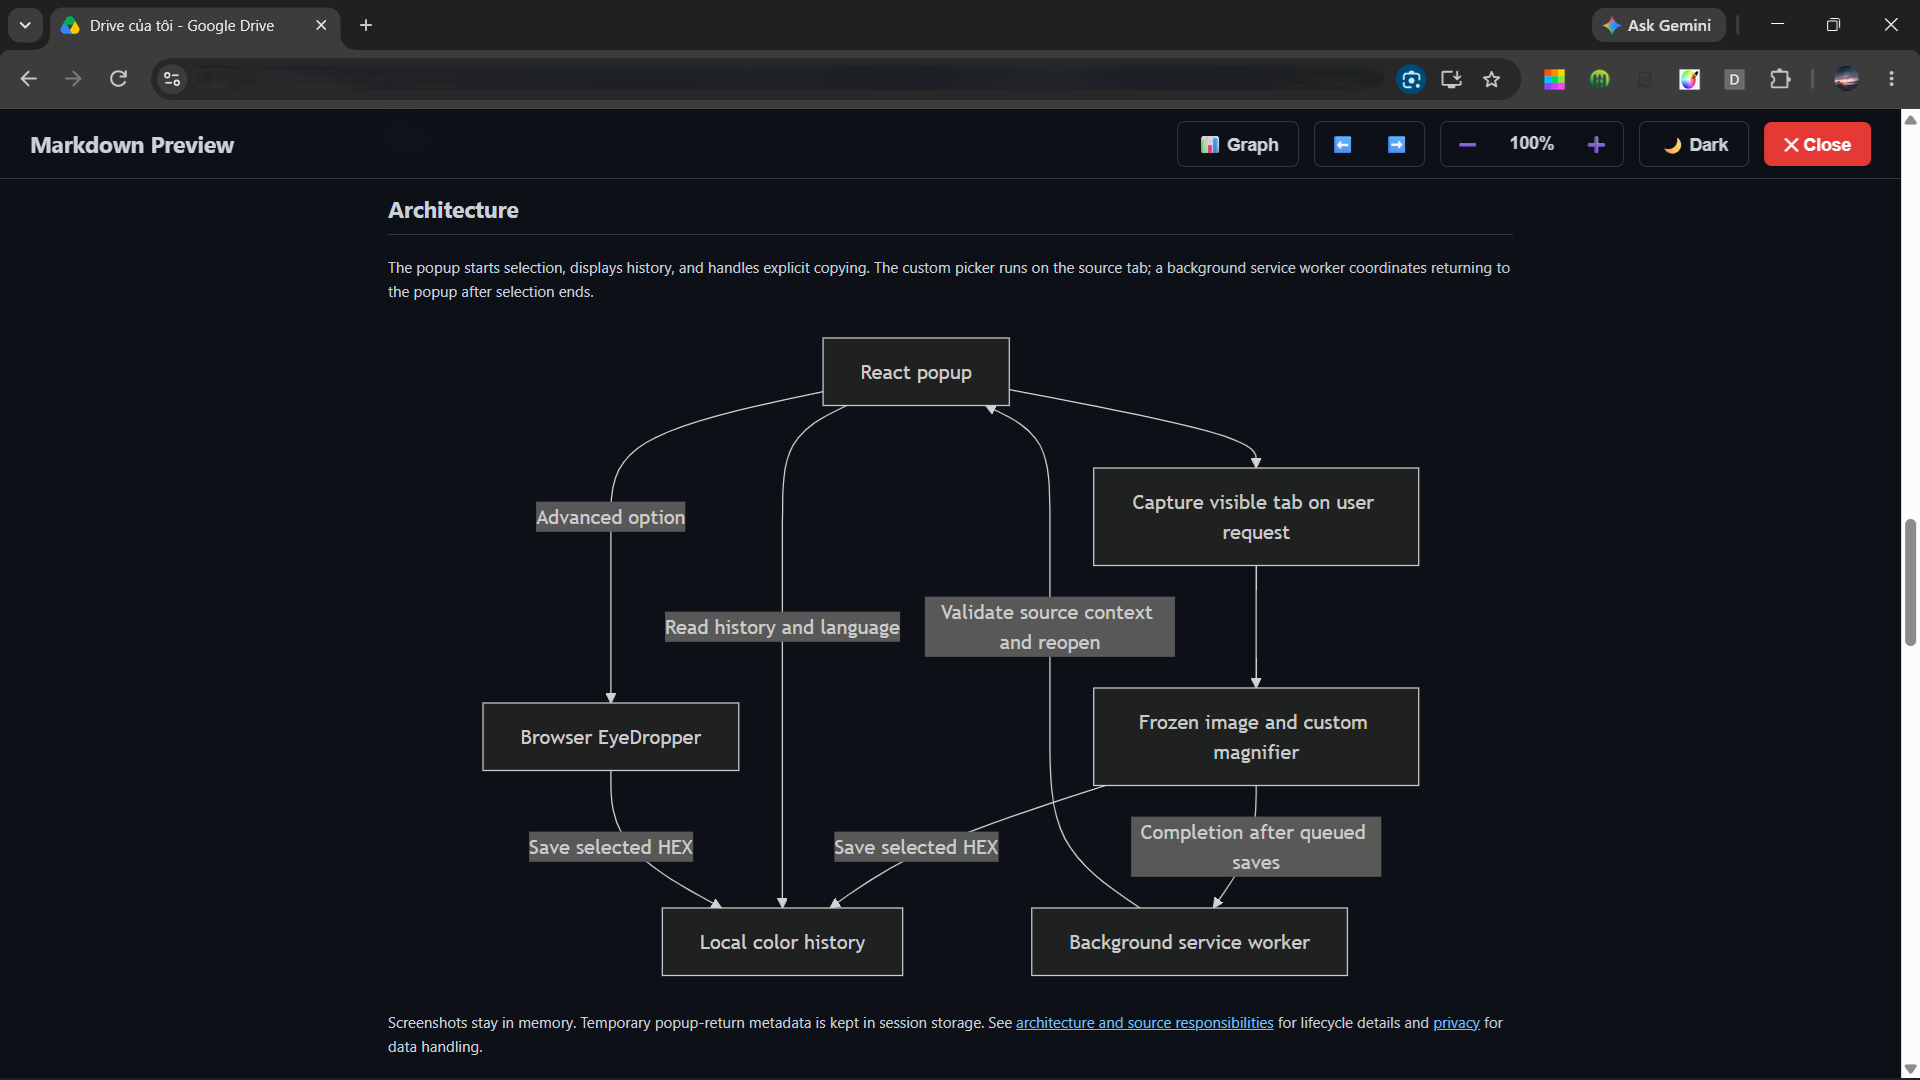 Drive của tôi - Google Drive
Ask Gemini
D
Markdown Preview
Graph
100%
Dark
Close
Architecture
The popup starts selection, displays history, and handles explicit copying. The custom picker runs on the source tab; a background service worker coordinates returning to
the popup after selection ends.
React popup
Capture visible tab on user
request
Advanced option
Read history and language
Validate source context
and reopen
Browser EyeDropper
Frozen image and custom
magnifier
Save selected HEX
Save selected HEX
Completion after queued
saves
Local color history
Background service worker
Screenshots stay in memory. Temporary popup-return metadata is kept in session storage. See architecture and source responsibilities for lifecycle details and privacy for
data handling.